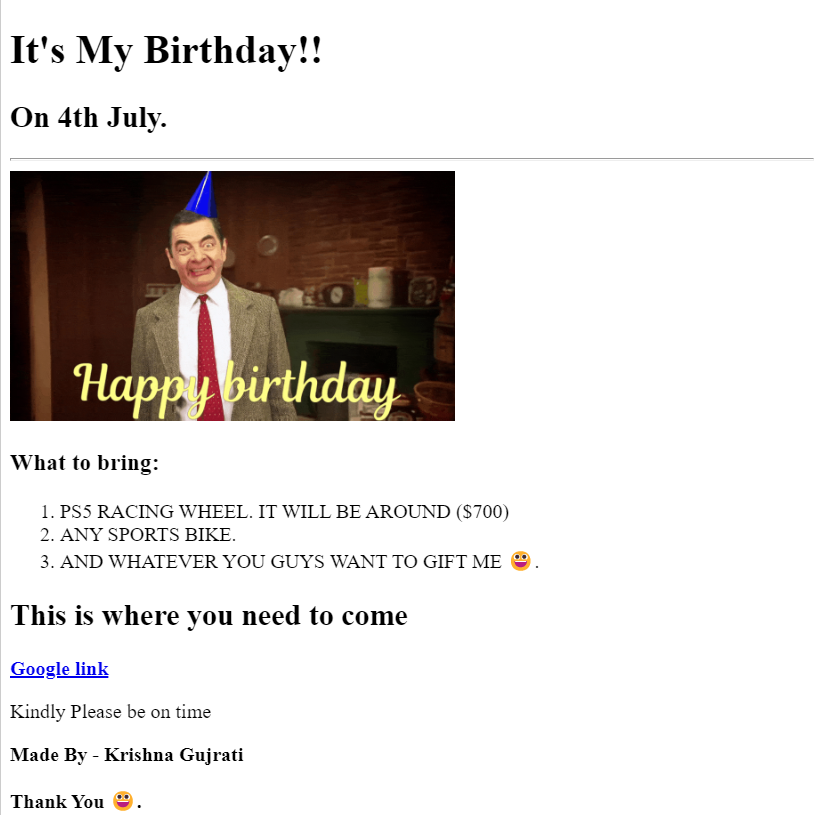 It's My Birthday!!
On 4th July.
Happy birthday
What to bring:
1. PS5 RACING WHEEL. IT WILL BE AROUND ($700)
2. ANY SPORTS BIKE.
3. AND WHATEVER YOU GUYS WANT TO GIFT ME 😀.
This is where you need to come
Google link
Kindly Please be on time
Made By - Krishna Gujrati
Thank You 😀.